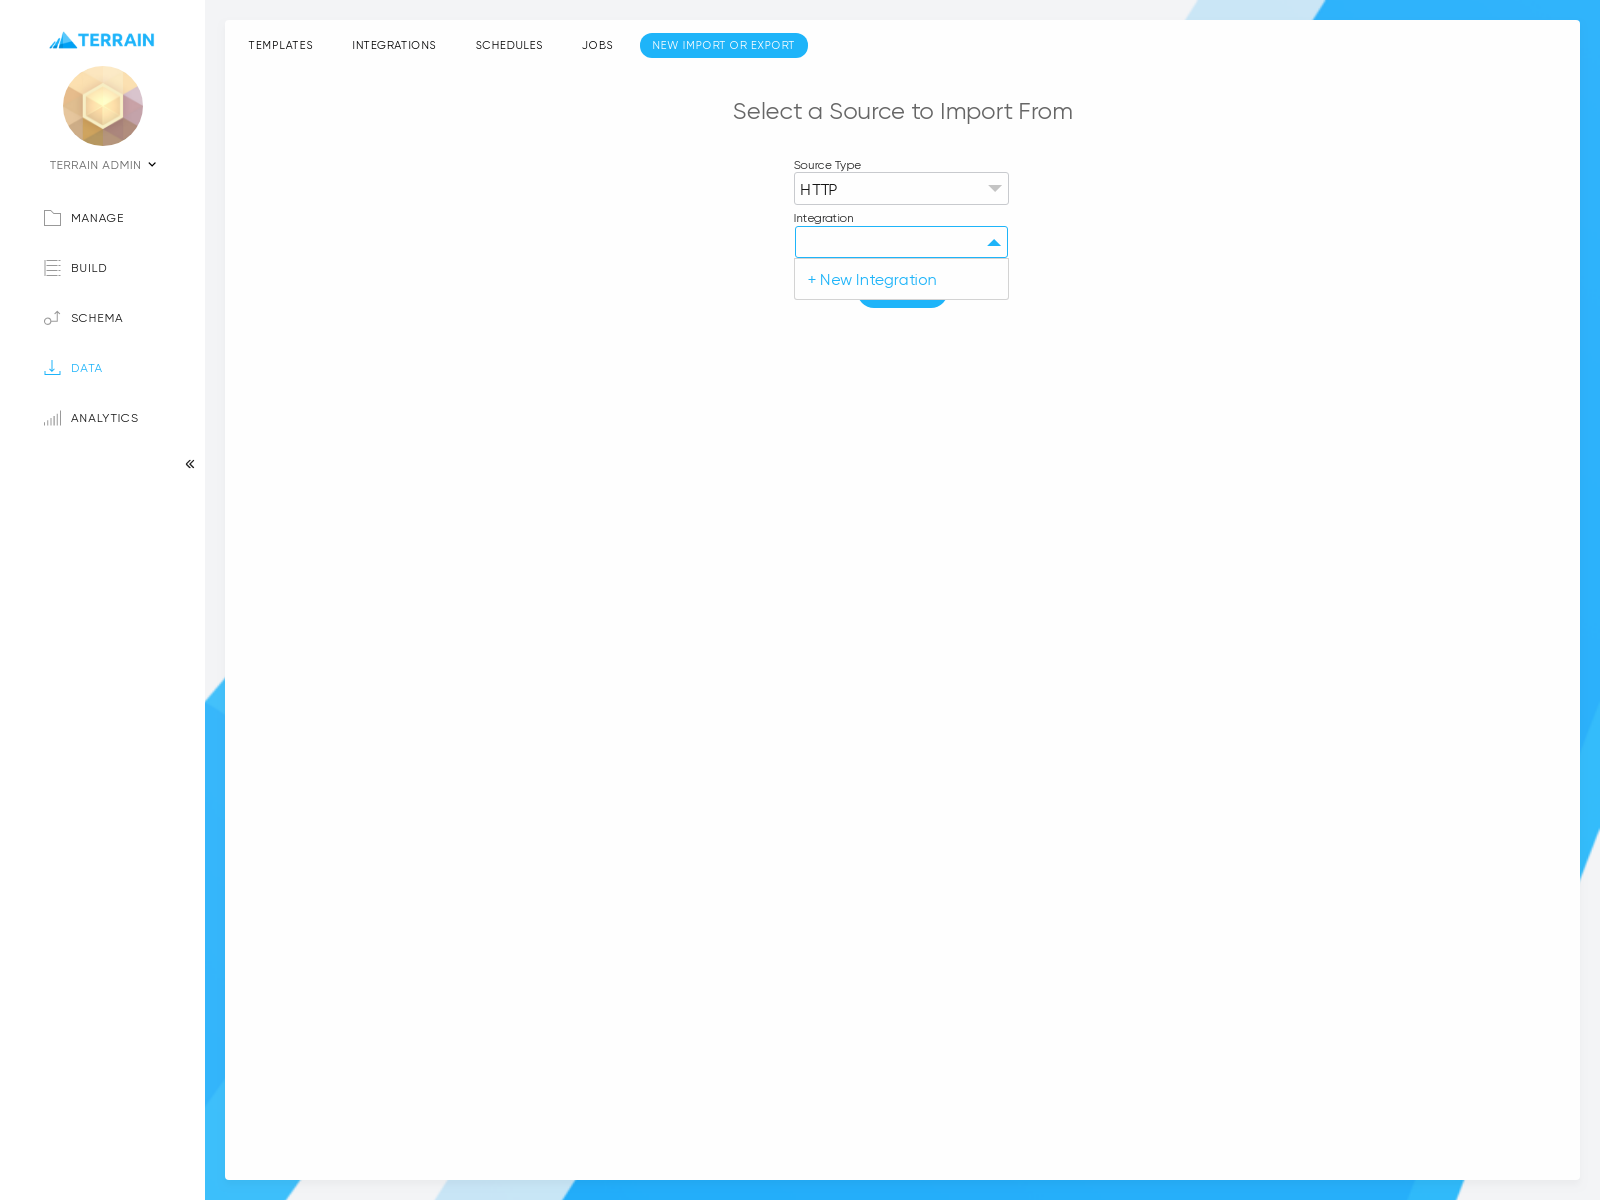 TERRAIN
TERRAIN ADMIN
MANAGE
BUILD
SCHEMA
DATA
ANALYTICS
TEMPLATES INTEGRATIONS SCHEDULES JOBS NEW IMPORT OR EXPORT
Select a Source to Import From
Source Type
HTTP
Integration
+ New Integration